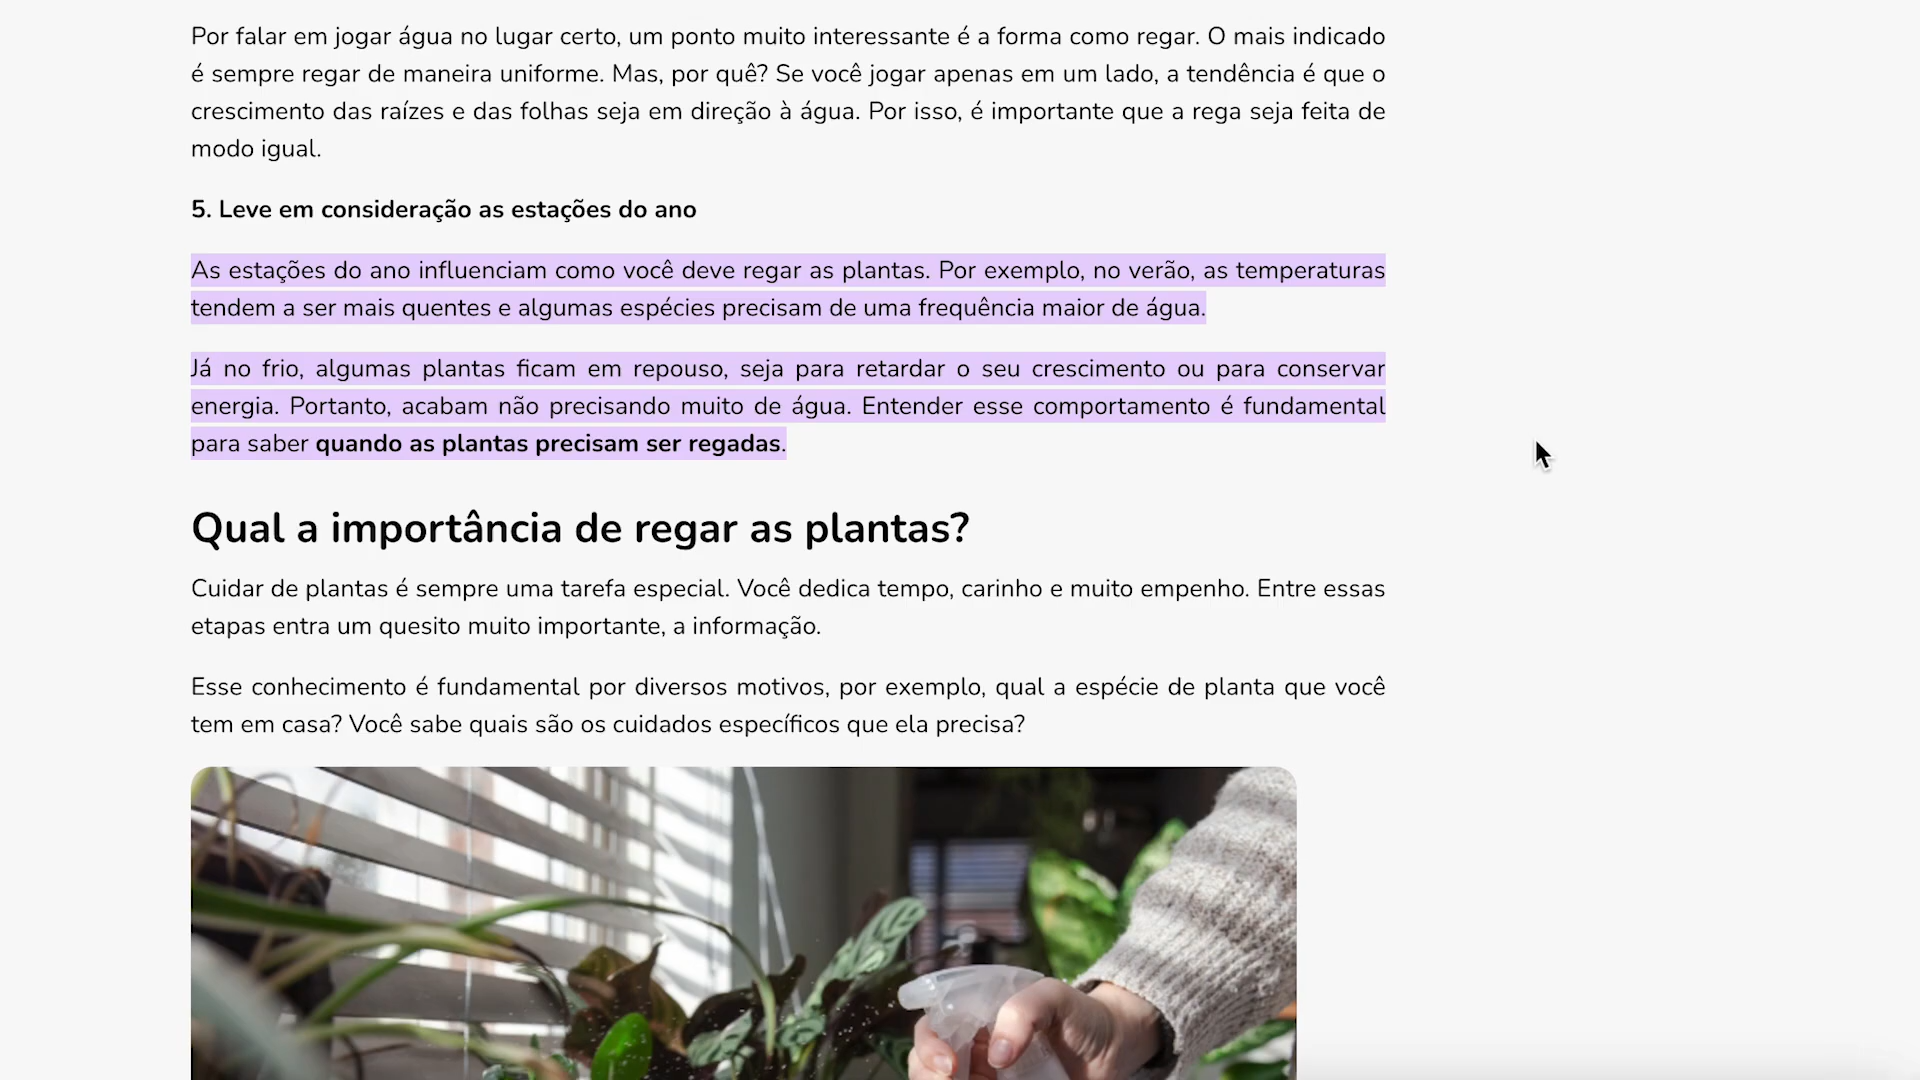 Por falar em jogar água no lugar certo, um ponto muito interessante é a forma como regar. O mais indicado
é sempre regar de maneira uniforme. Mas, por quê? Se você jogar apenas em um lado, a tendência é que o
crescimento das raízes e das folhas seja em direção à água. Por isso, é importante que a rega seja feita de
modo igual.
5. Leve em consideração as estações do ano
As estações do ano influenciam como você deve regar as plantas. Por exemplo, no verão, as temperaturas
tendem a ser mais quentes e algumas espécies precisam de uma frequência maior de água.
Já no frio, algumas plantas ficam em repouso, seja para retardar o seu crescimento ou para conservar
energia. Portanto, acabam não precisando muito de água. Entender esse comportamento é fundamental
para saber quando as plantas precisam ser regadas.
Qual a importância de regar as plantas?
Cuidar de plantas é sempre uma tarefa especial. Você dedica tempo, carinho e muito empenho. Entre essas
etapas entra um quesito muito importante, a informação.
Esse conhecimento é fundamental por diversos motivos, por exemplo, qual a espécie de planta que você
tem em casa? Você sabe quais são os cuidados específicos que ela precisa?